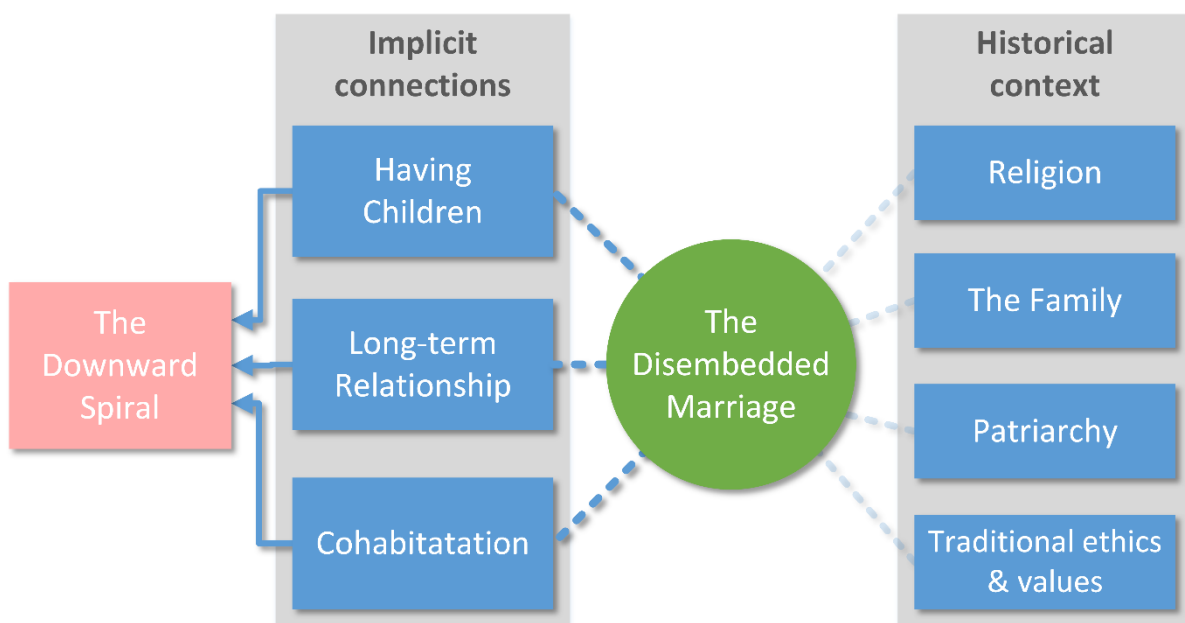 Implicit
connections
Having
Children
Long-term
Relationship
Cohabitatation
The
Downward
Spiral
The
Disembedded
Marriage
Historical
context
Religion
The Family
Patriarchy
Traditional ethics
& values